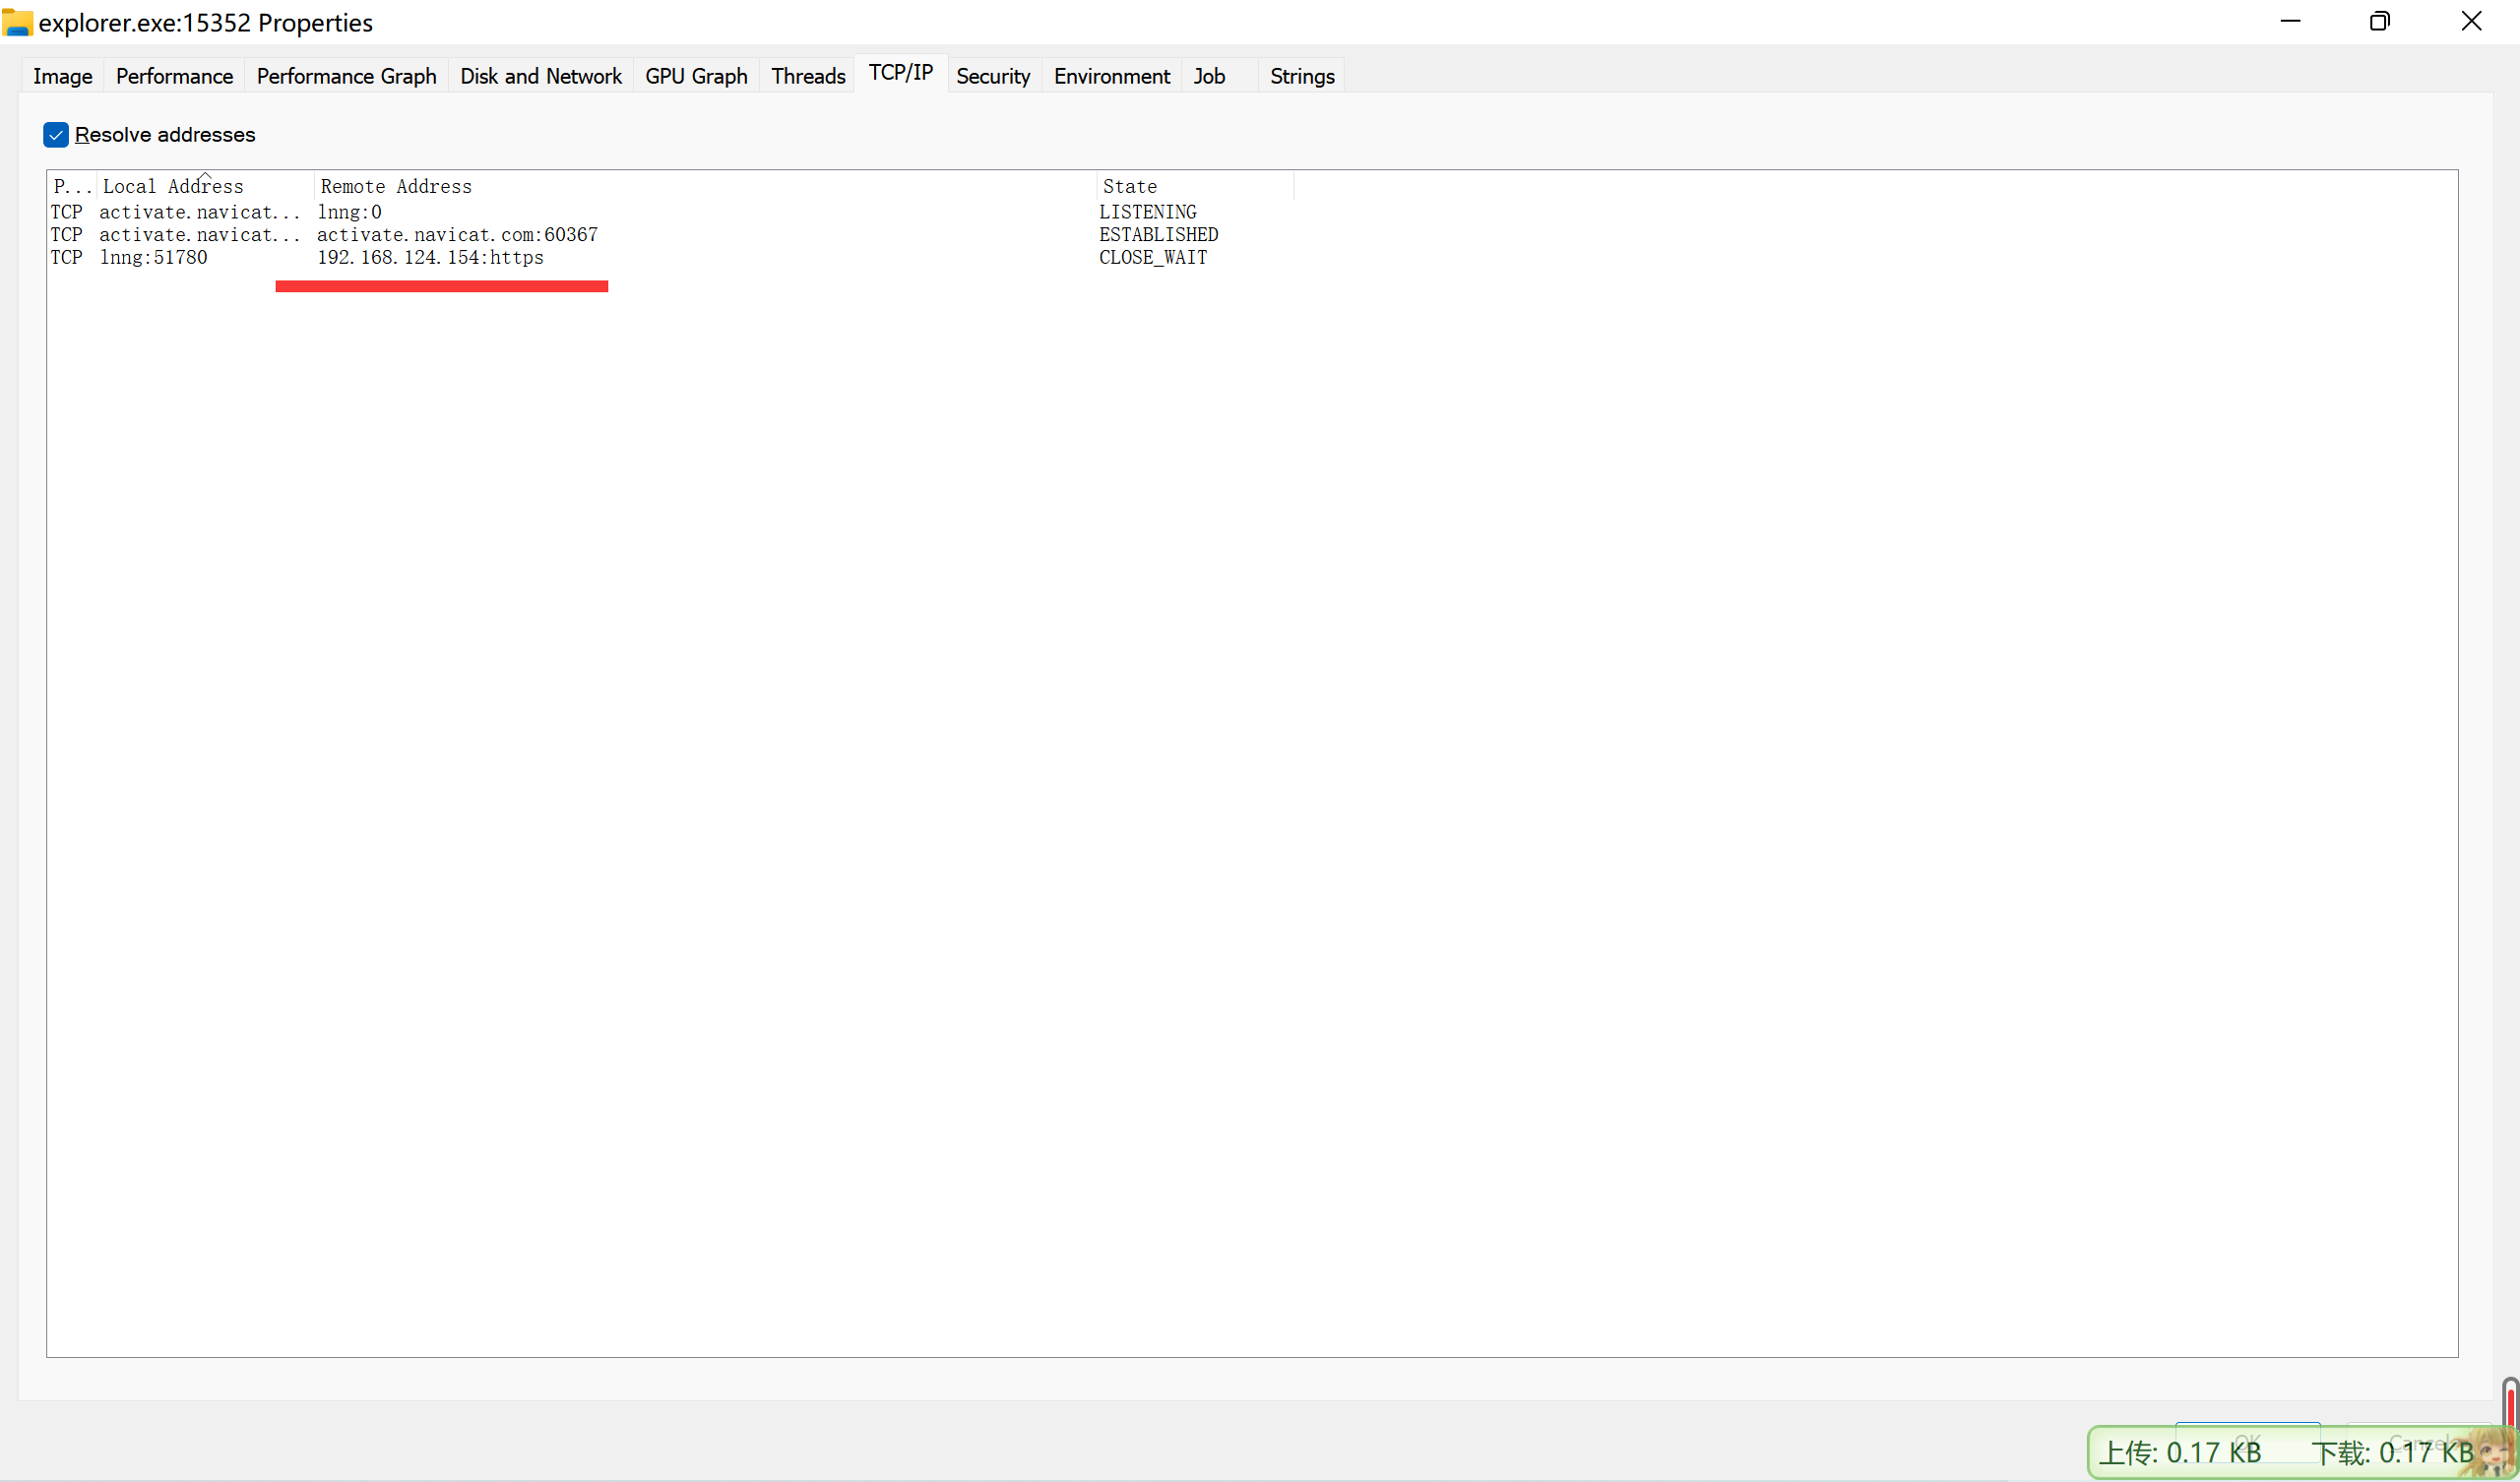 explorer.exe:15352 Properties
Image Performance Performance Graph Disk and Network GPU Graph Threads TCP/IP Security Environment Job Strings
Resolve addresses
P... Local Address Remote Address State
TCP activate.navicat... lnng:0 LISTENING
TCP activate.navicat... activate.navicat.com:60367 ESTABLISHED
TCP lnng:51780 192.168.124.154:https CLOSE_WAIT
OK Cancel
上传: 0.17 KB 下载: 0.17 KB